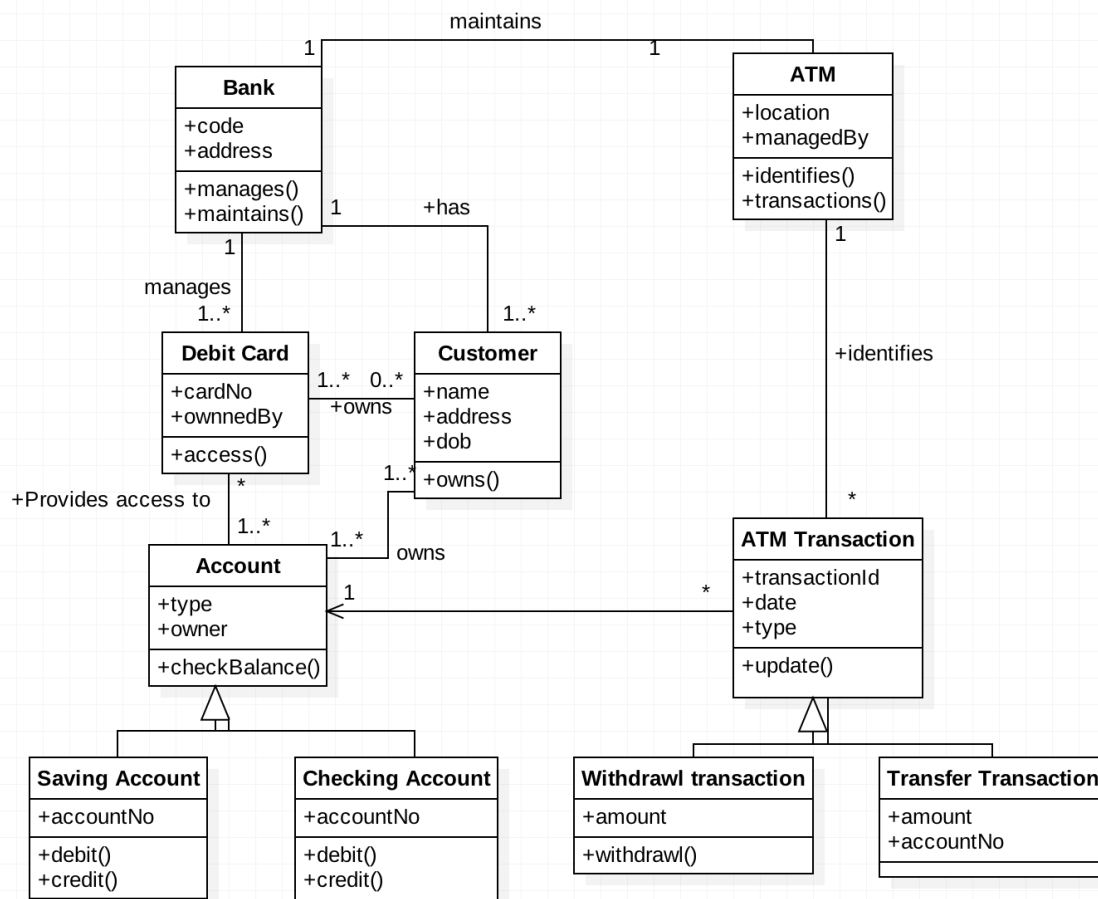 maintains
1
1
Bank
+code
+address
+manages()
+maintains()
ATM
+location
+managedBy
+identifies()
+transactions()
1
+has
1
1
manages
1..*
1..*
+identifies
Debit Card
+cardNo
+ownnedBy
+access()
1..*
0..*
+owns
Customer
+name
+address
+dob
+owns()
+Provides access to
*
1..*
1..*
1..*
owns
*
Account
+type
+owner
+checkBalance()
1
*
ATM Transaction
+transactionId
+date
+type
+update()
Saving Account
+accountNo
+debit()
+credit()
Checking Account
+accountNo
+debit()
+credit()
Withdrawl transaction
+amount
+withdrawl()
Transfer Transaction
+amount
+accountNo